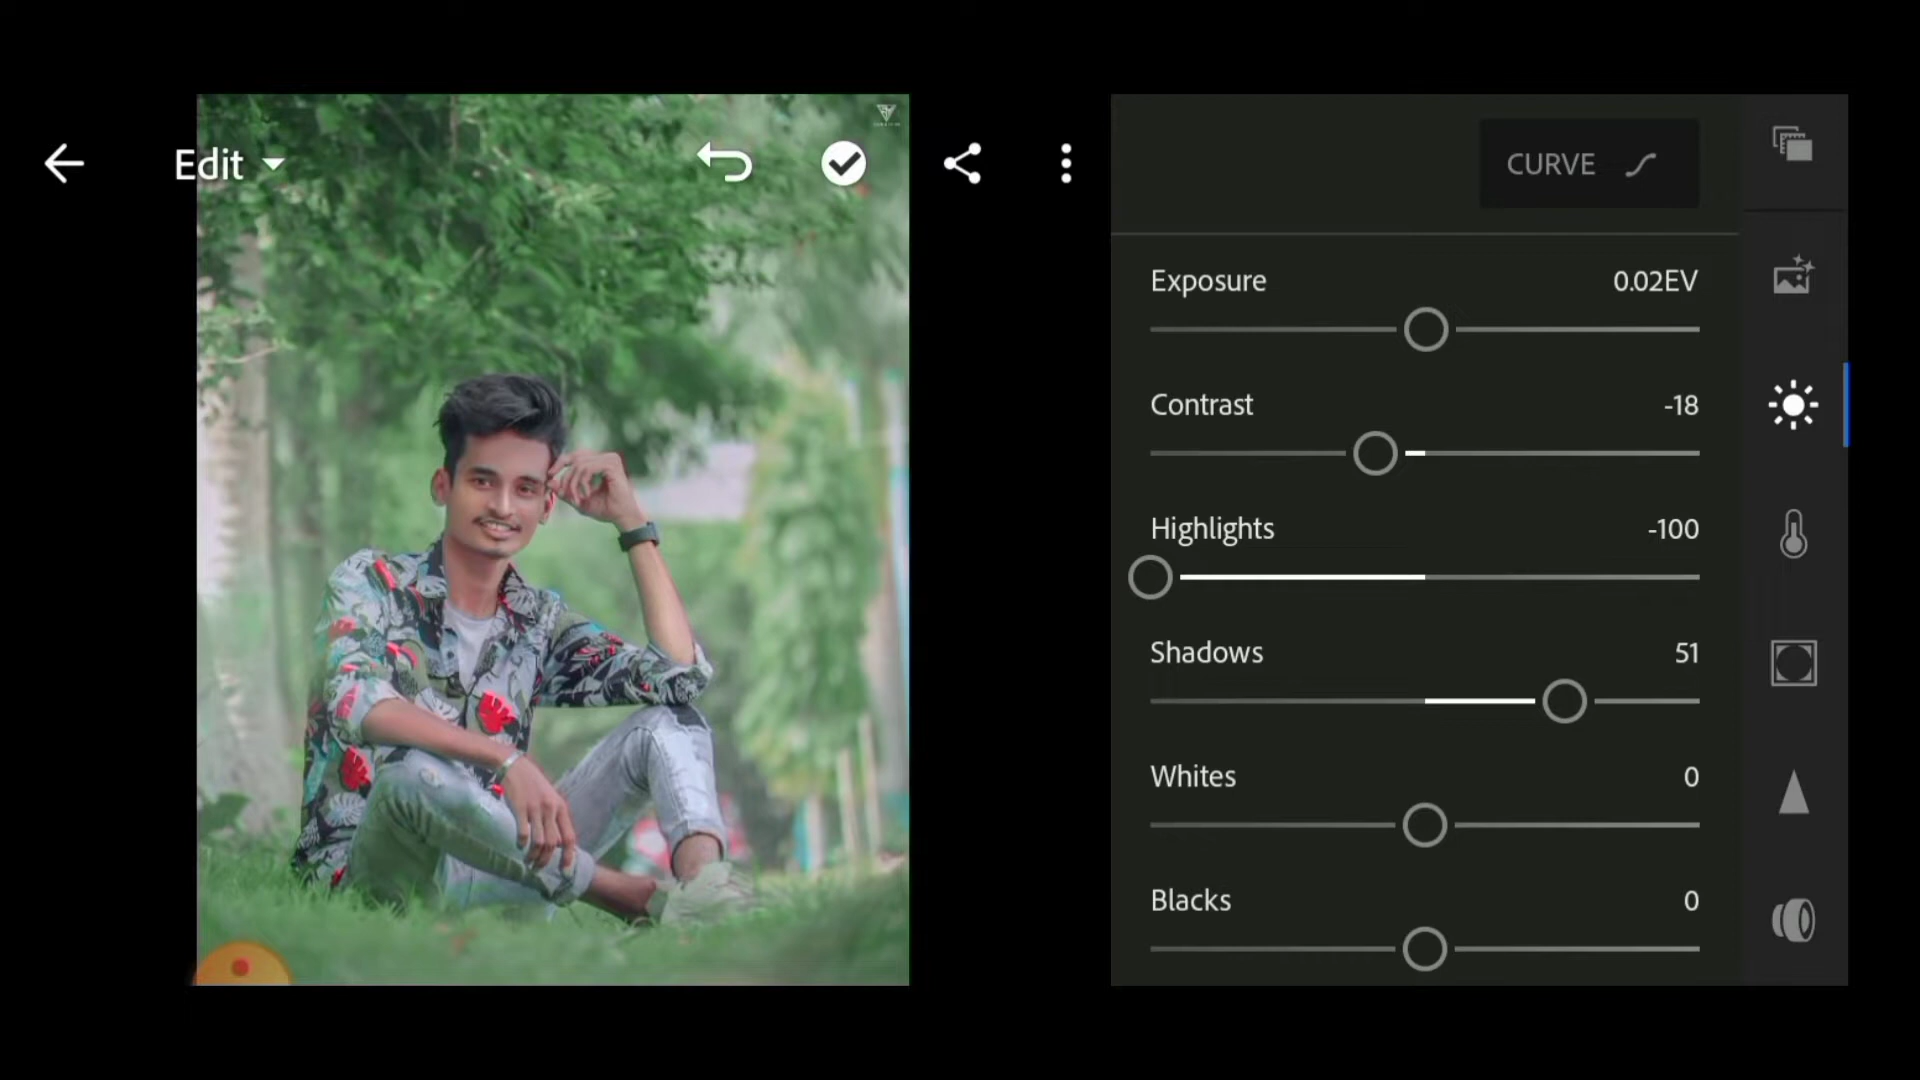 Edit
CURVE
Exposure 0.02EV
Contrast -18
Highlights -100
Shadows 51
Whites 0
Blacks 0